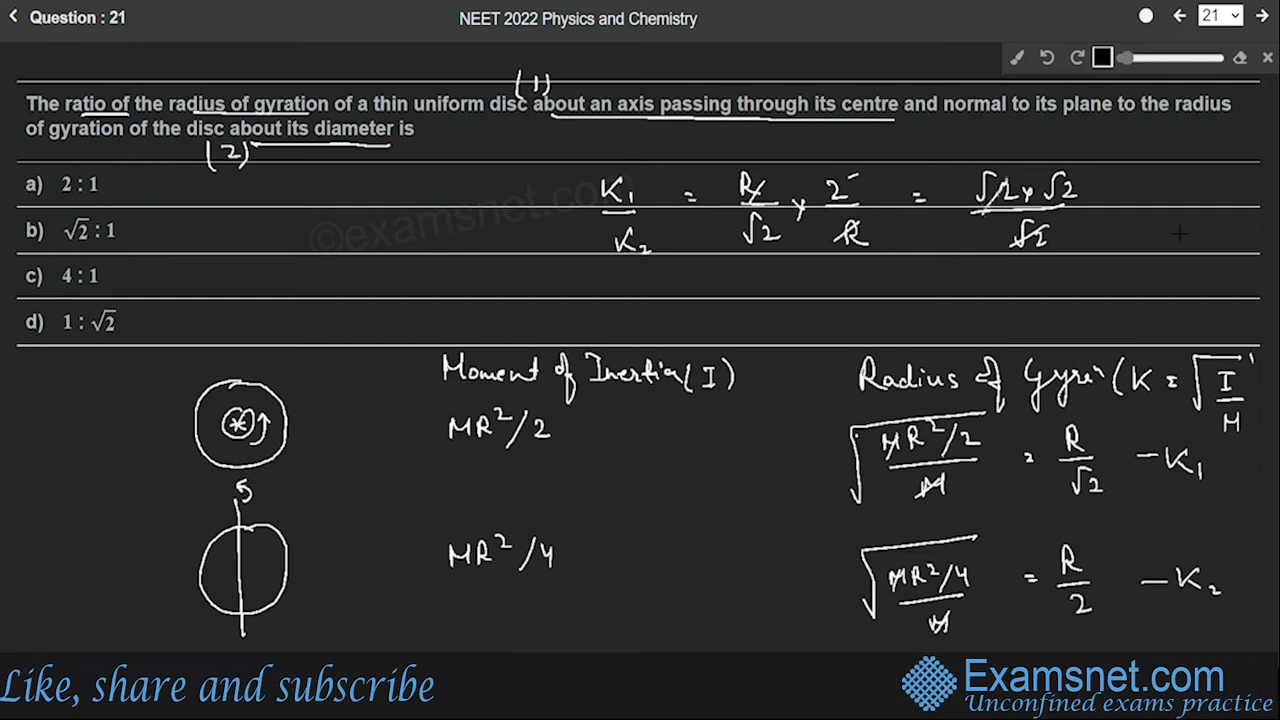 Question : 21
NEET 2022 Physics and Chemistry
21
(1)
The ratio of the radius of gyration of a thin uniform disc about an axis passing through its centre and normal to its plane to the radius
of gyration of the disc about its diameter is
(2)
a) 2 : 1
b) √2 : 1
c) 4 : 1
d) 1 : √2
K₁/K₂ = R/√2 × 2/R = √2 × √2/√2
©examsnet.com
Moment of Inertia (I)
Radius of Gyrⁿ (K = √I/M
MR²/2
√MR²/2/M = R/√2 – K₁
MR²/4
√MR²/4/M = R/2 – K₂
Like, share and subscribe
Examsnet.com
Unconfined exams practice